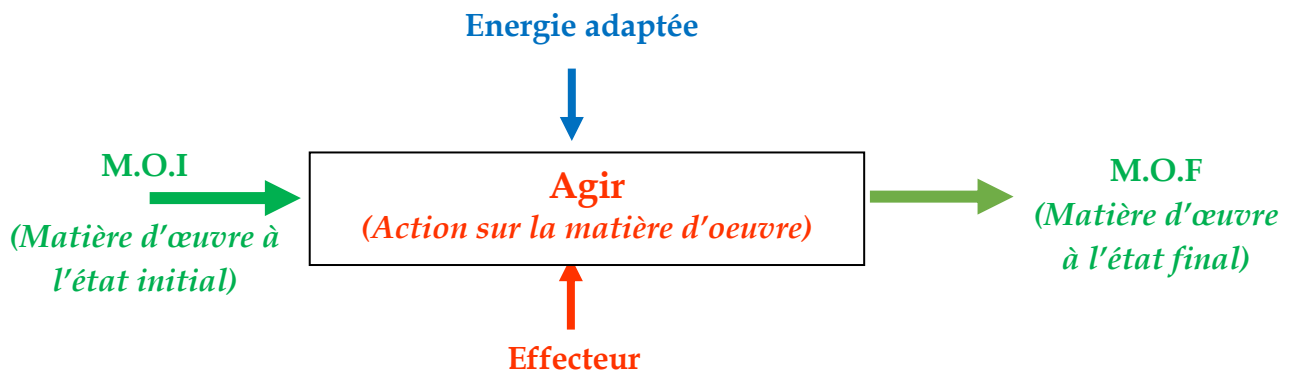 Energie adaptée
M.O.I
(Matière d'œuvre à
l'état initial)
Agir
(Action sur la matière d'oeuvre)
M.O.F
(Matière d'œuvre
à l'état final)
Effecteur